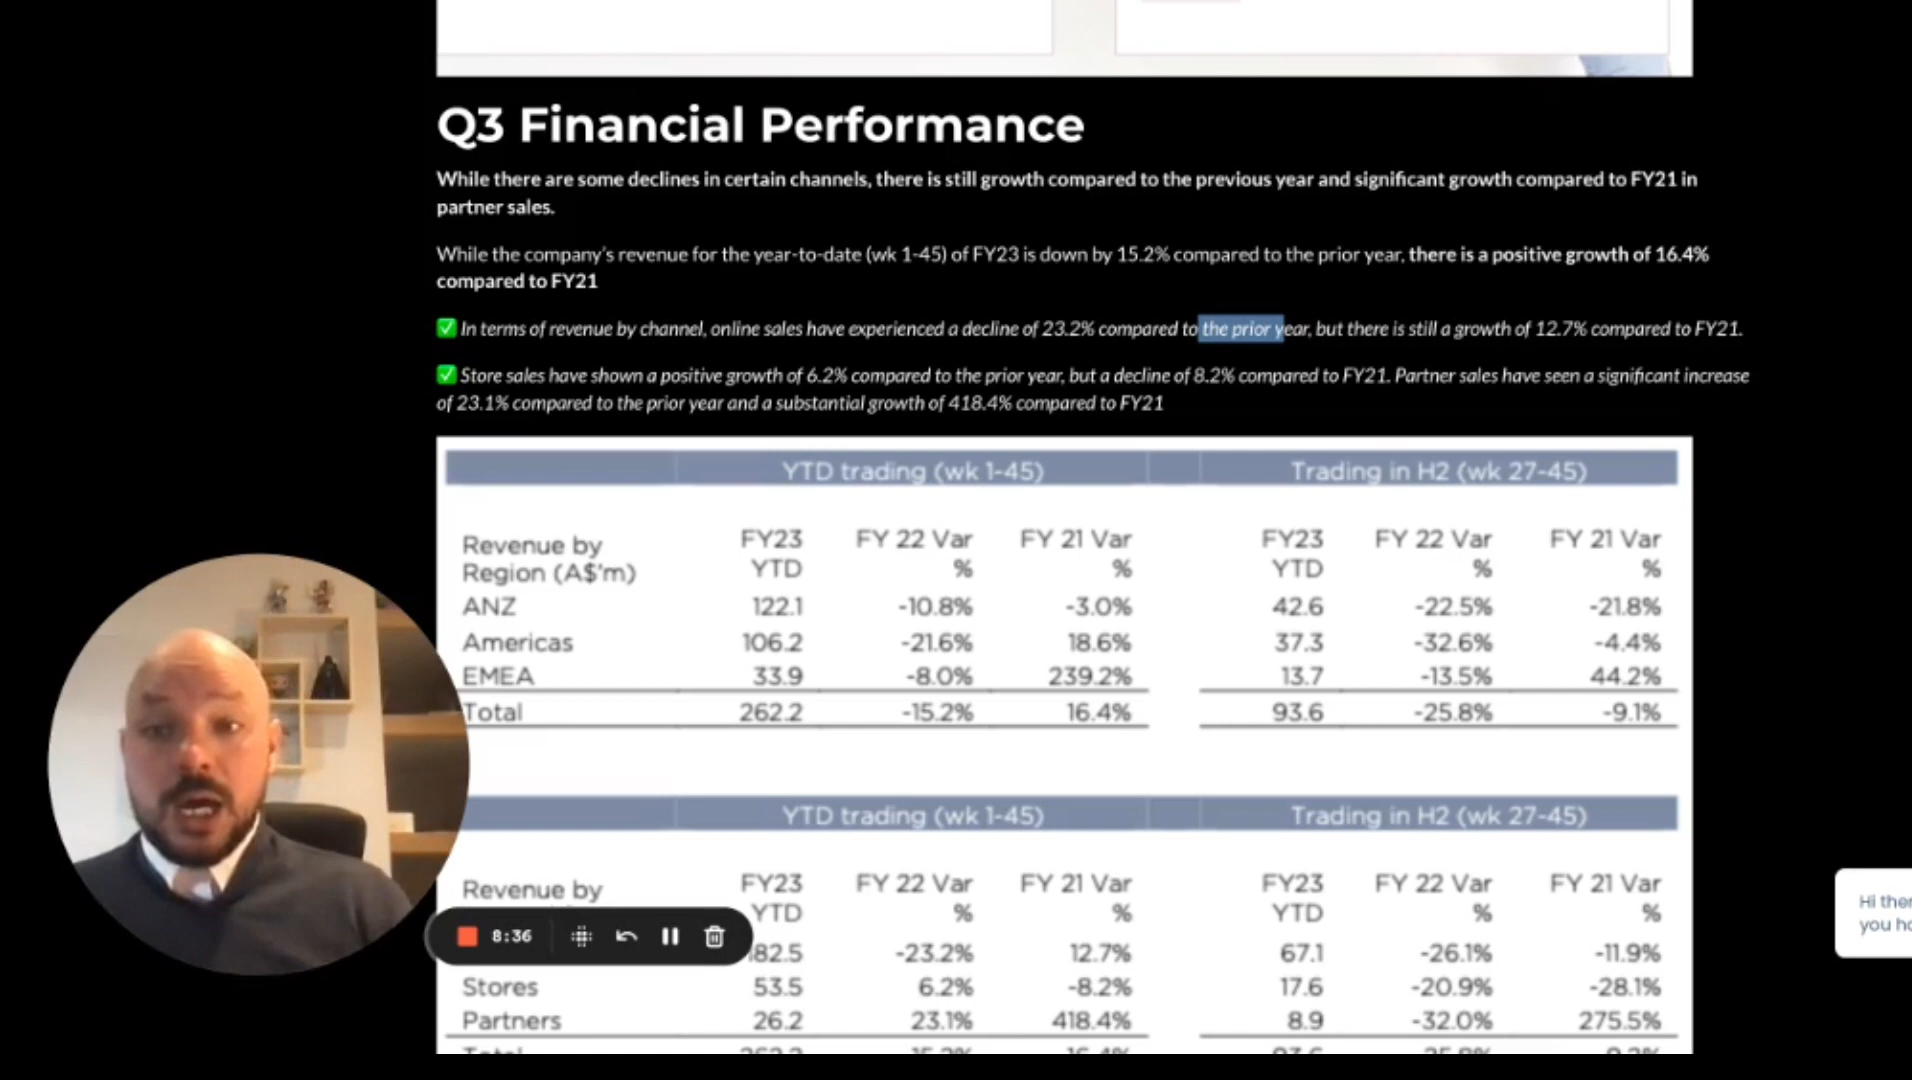 Q3 Financial Performance
While there are some declines in certain channels, there is still growth compared to the previous year and significant growth compared to FY21 in
partner sales.
While the company's revenue for the year-to-date (wk 1-45) of FY23 is down by 15.2% compared to the prior year, there is a positive growth of 16.4%
compared to FY21
✅ In terms of revenue by channel, online sales have experienced a decline of 23.2% compared to the prior year, but there is still a growth of 12.7% compared to FY21.
✅ Store sales have shown a positive growth of 6.2% compared to the prior year, but a decline of 8.2% compared to FY21. Partner sales have seen a significant increase
of 23.1% compared to the prior year and a substantial growth of 418.4% compared to FY21
YTD trading (wk 1-45) Trading in H2 (wk 27-45)
Revenue by FY23 FY 22 Var FY 21 Var FY23 FY 22 Var FY 21 Var
Region (A$'m) YTD % % YTD % %
ANZ 122.1 -10.8% -3.0% 42.6 -22.5% -21.8%
Americas 106.2 -21.6% 18.6% 37.3 -32.6% -4.4%
EMEA 33.9 -8.0% 239.2% 13.7 -13.5% 44.2%
Total 262.2 -15.2% 16.4% 93.6 -25.8% -9.1%
YTD trading (wk 1-45) Trading in H2 (wk 27-45)
Revenue by FY23 FY 22 Var FY 21 Var FY23 FY 22 Var FY 21 Var
YTD % % YTD % %
8:36
82.5 -23.2% 12.7% 67.1 -26.1% -11.9%
Stores 53.5 6.2% -8.2% 17.6 -20.9% -28.1%
Partners 26.2 23.1% 418.4% 8.9 -32.0% 275.5%
Hi ther
you ha